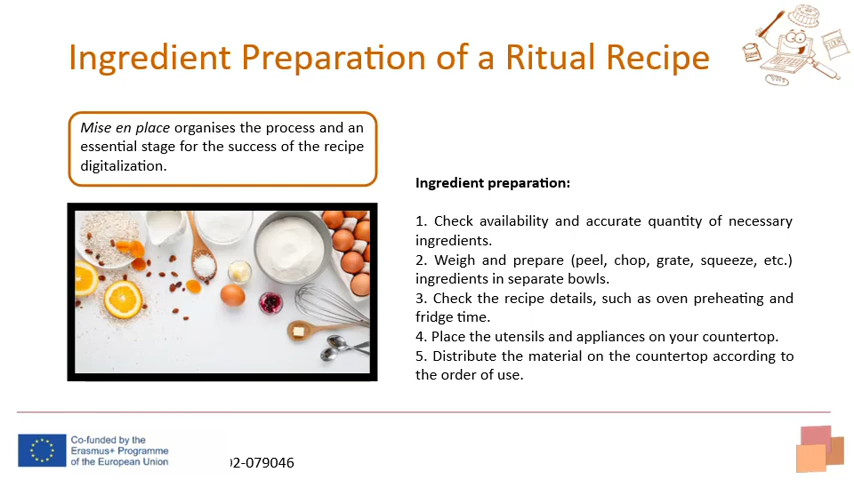 Ingredient Preparation of a Ritual Recipe
Mise en place organises the process and an
essential stage for the success of the recipe
digitalization.
Ingredient preparation:
1. Check availability and accurate quantity of necessary
ingredients.
2. Weigh and prepare (peel, chop, grate, squeeze, etc.)
ingredients in separate bowls.
3. Check the recipe details, such as oven preheating and
fridge time.
4. Place the utensils and appliances on your countertop.
5. Distribute the material on the countertop according to
the order of use.
Co-funded by the
Erasmus+ Programme
of the European Union
02-079046